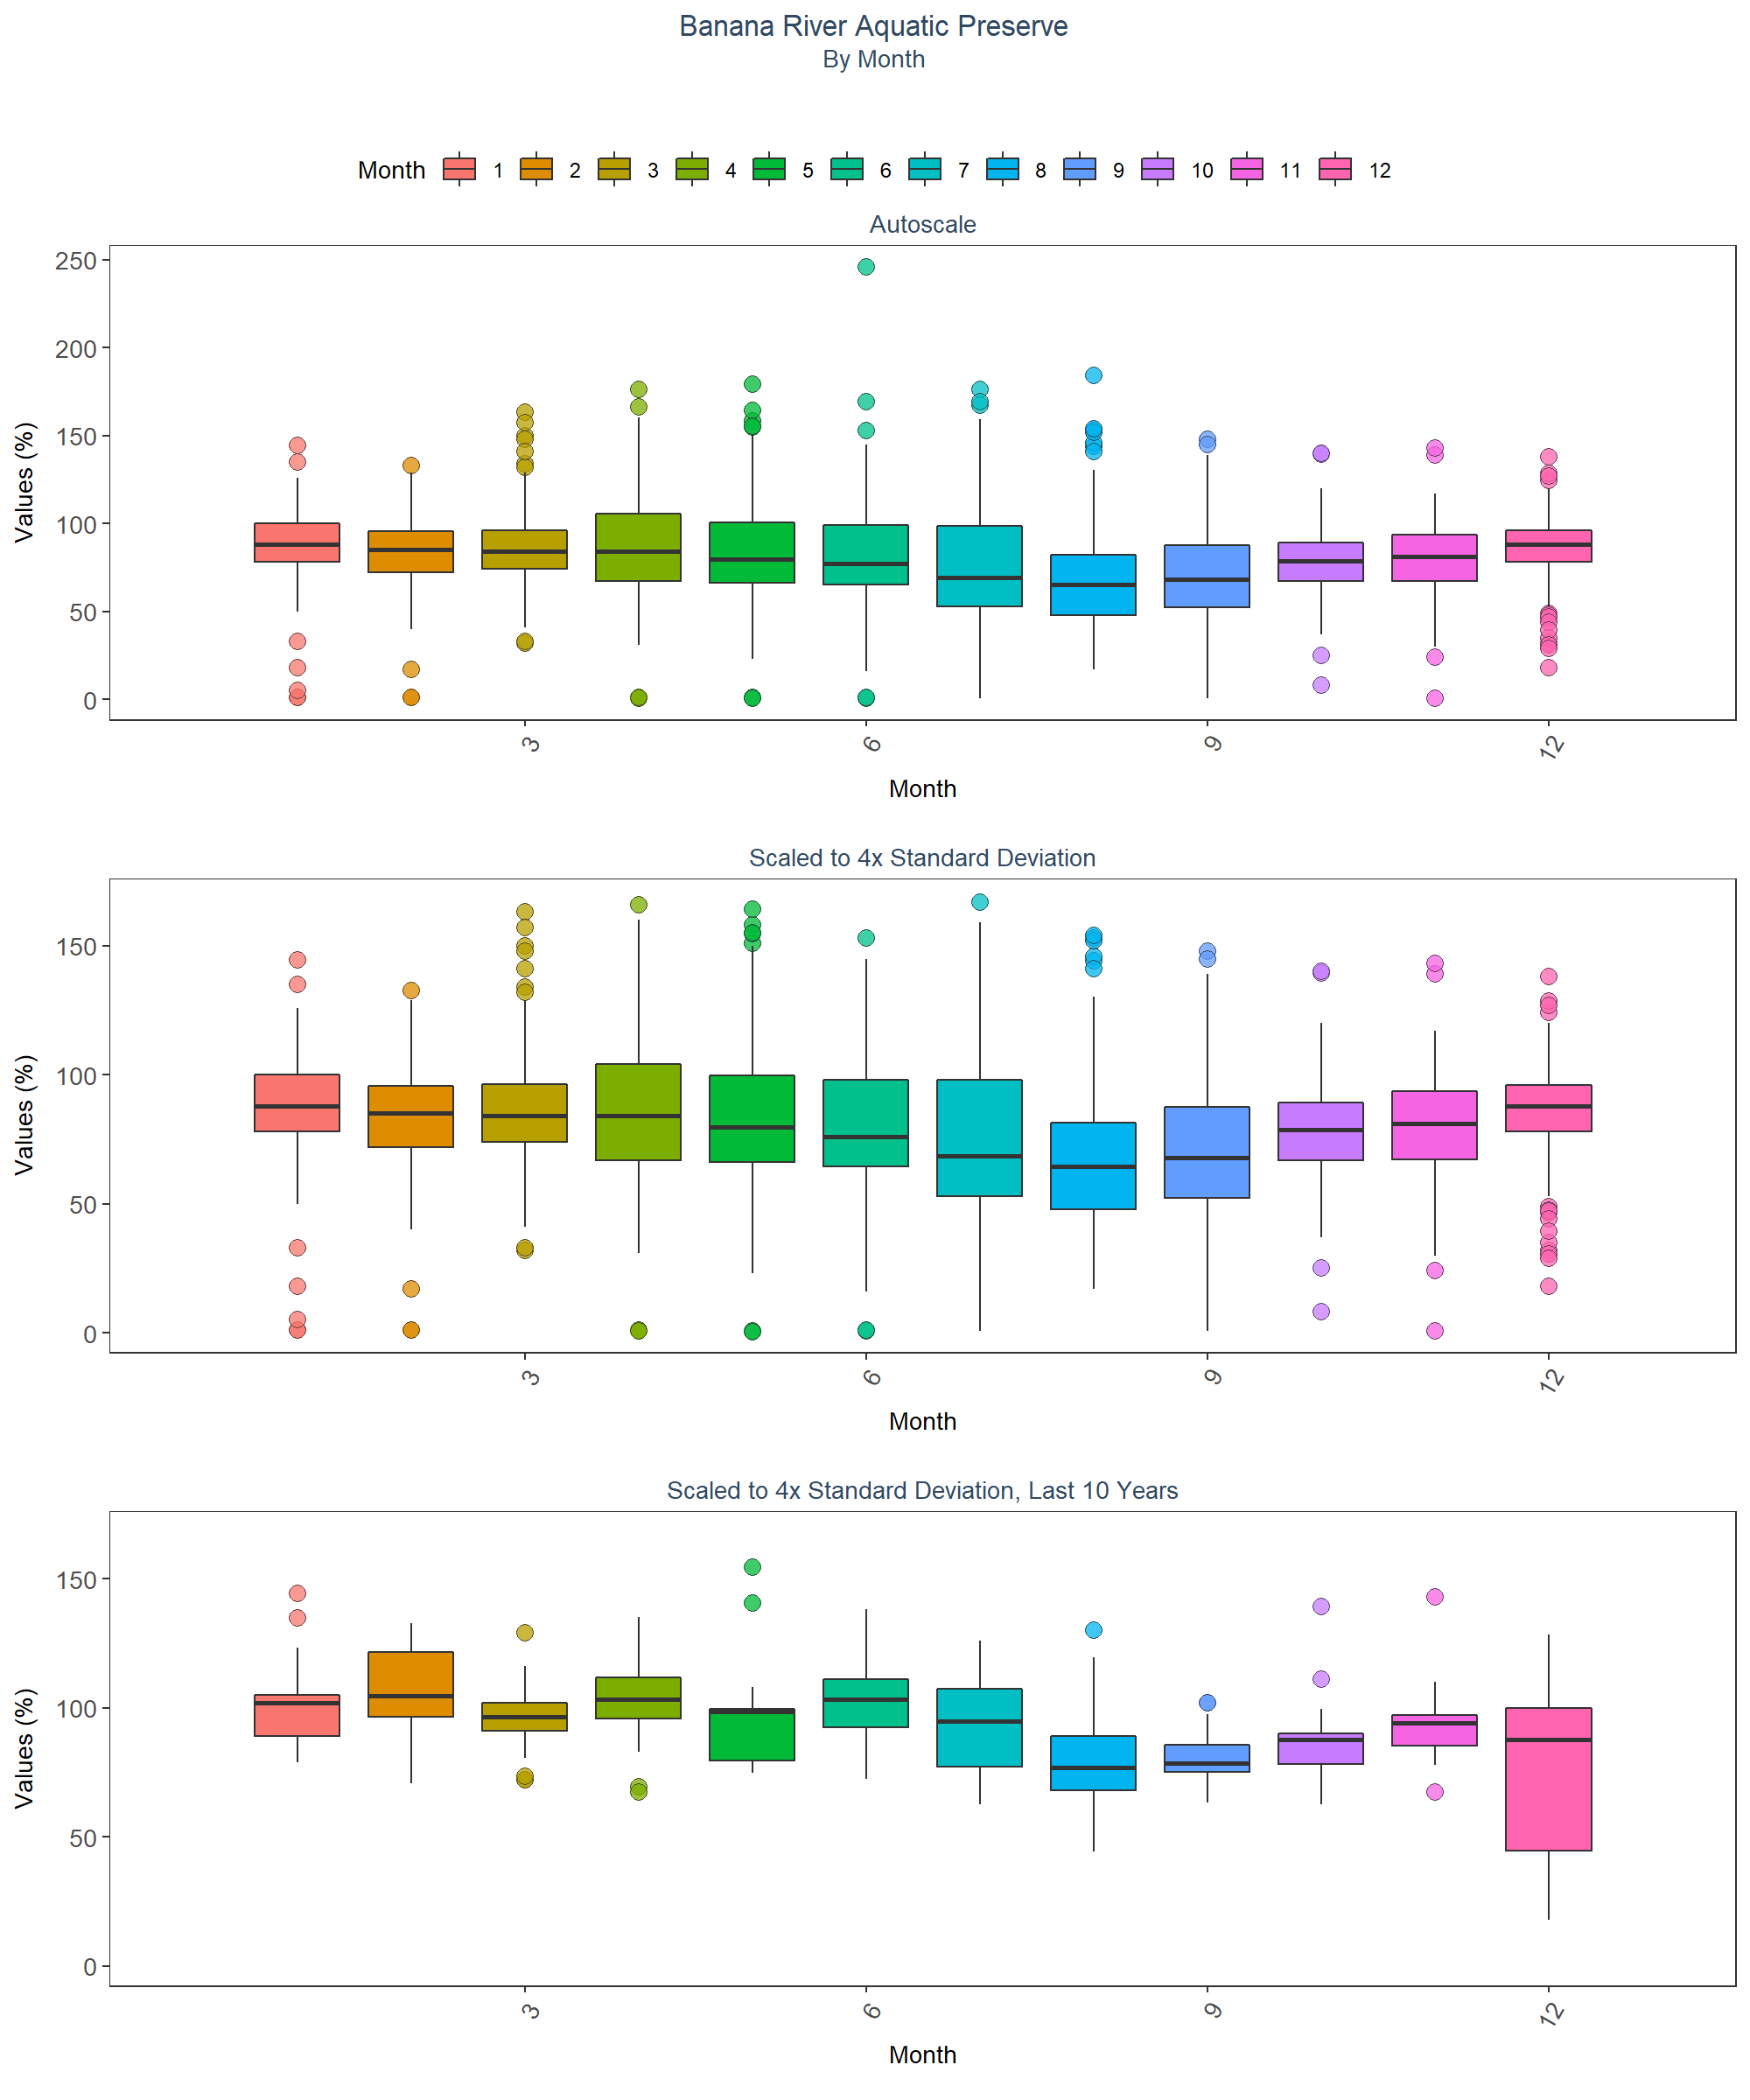 Banana River Aquatic Preserve
By Month
Month 1 2 3 4 5 6 7 8 9 10 11 12
Autoscale
Values (%)
250
200
150
100
50
0
3 6 9 12
Month
Scaled to 4x Standard Deviation
Values (%)
150
100
50
0
3 6 9 12
Month
Scaled to 4x Standard Deviation, Last 10 Years
Values (%)
150
100
50
0
3 6 9 12
Month